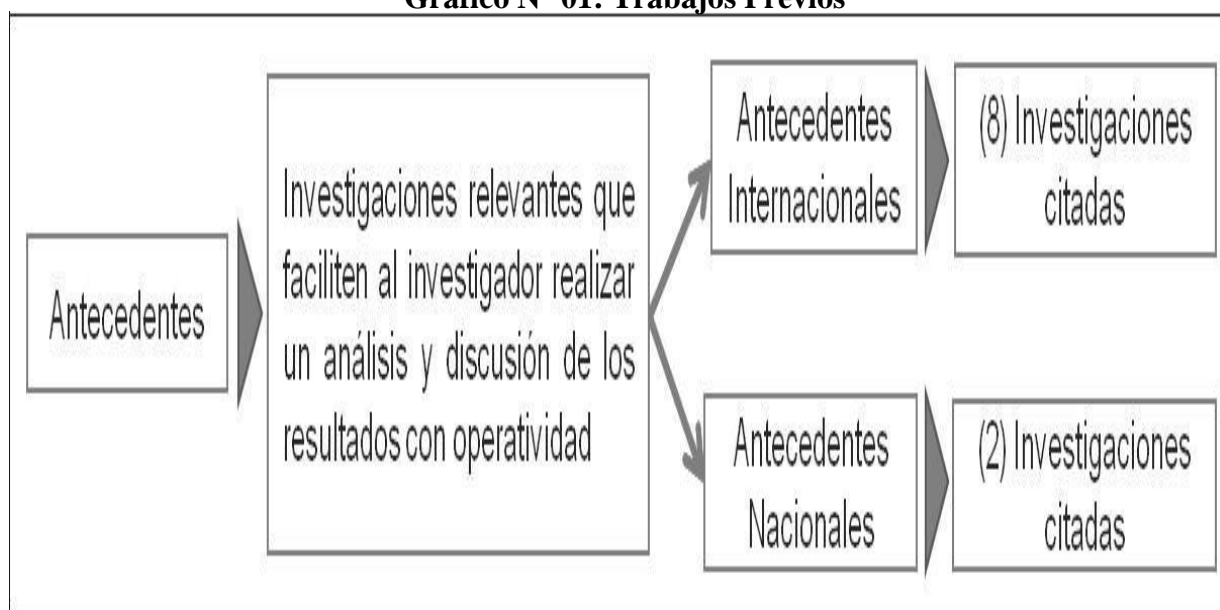 Gráfico N° 01: Trabajos Previos
Antecedentes
Investigaciones relevantes que
faciliten al investigador realizar
un análisis y discusión de los
resultados con operatividad
Antecedentes
Internacionales
(8) Investigaciones
citadas
Antecedentes
Nacionales
(2) Investigaciones
citadas